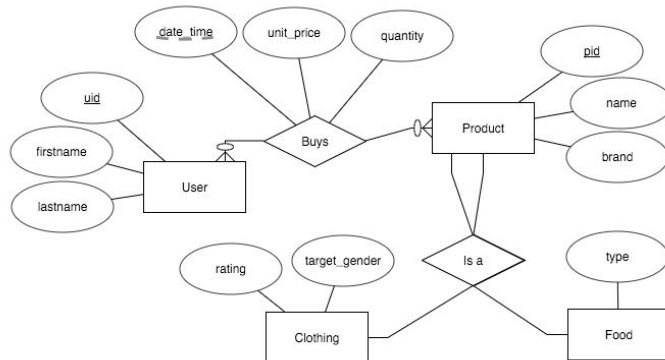 date_time
unit_price
quantity
pid
uid
name
Product
Buys
firstname
brand
User
lastname
Is a
target_gender
rating
type
Clothing
Food